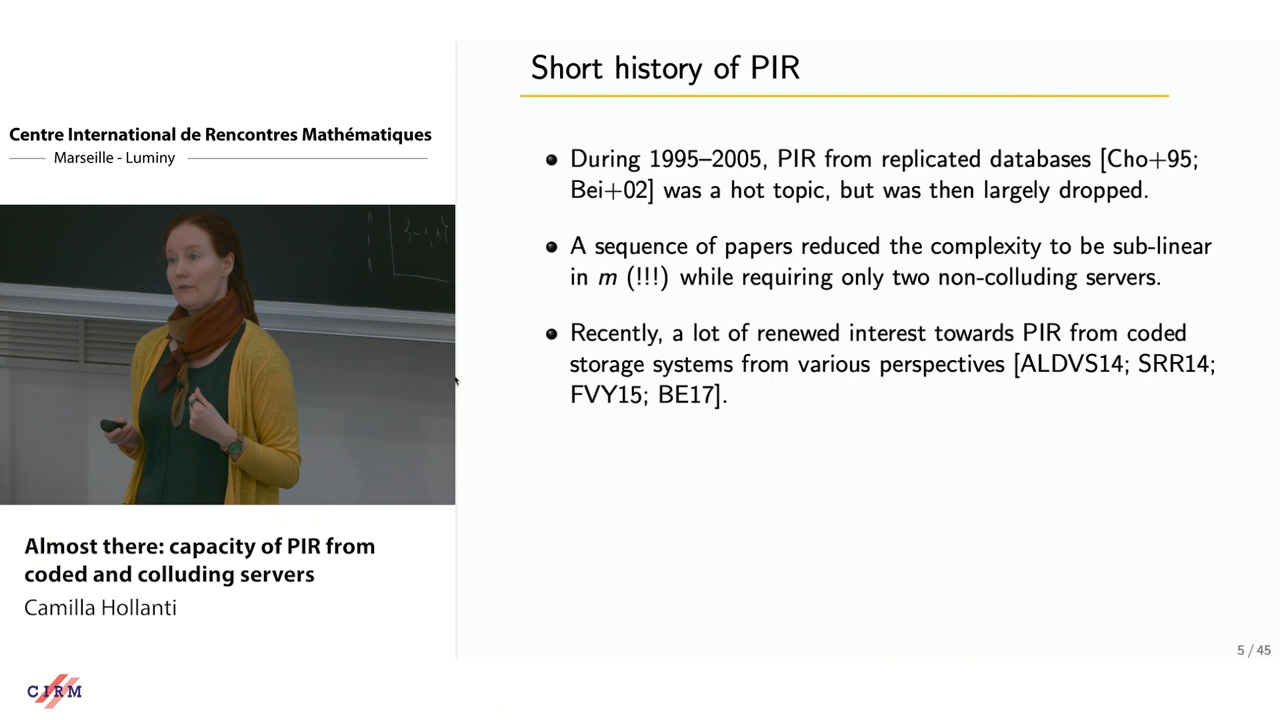 Centre International de Rencontres Mathématiques
Marseille - Luminy
Almost there: capacity of PIR from
coded and colluding servers
Camilla Hollanti
CIRM
Short history of PIR
During 1995–2005, PIR from replicated databases [Cho+95;
Bei+02] was a hot topic, but was then largely dropped.
A sequence of papers reduced the complexity to be sub-linear
in m (!!!) while requiring only two non-colluding servers.
Recently, a lot of renewed interest towards PIR from coded
storage systems from various perspectives [ALDVS14; SRR14;
FVY15; BE17].
5 / 45